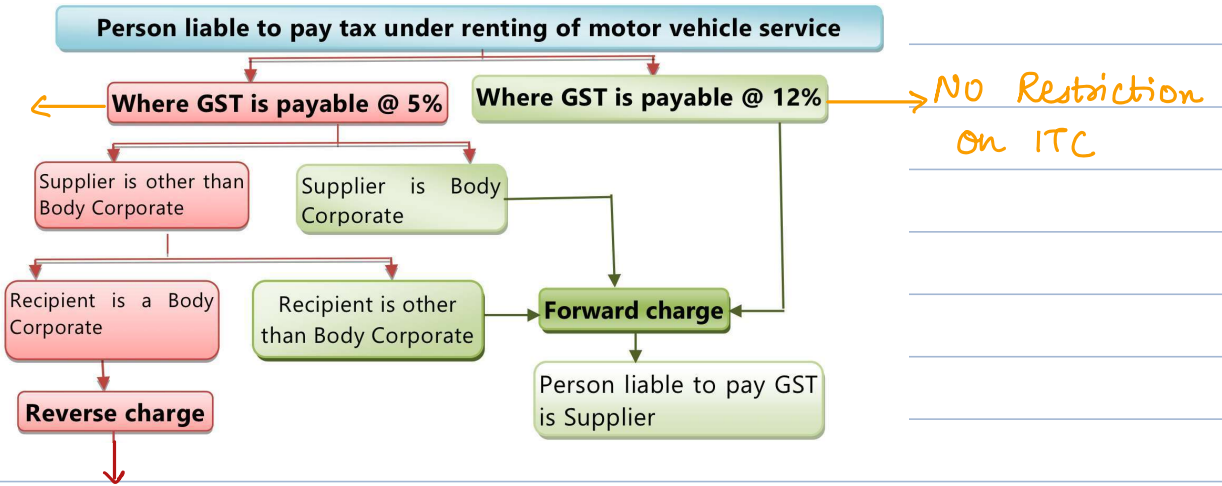 Person liable to pay tax under renting of motor vehicle service
Where GST is payable @ 5%
Where GST is payable @ 12%
No Restriction
on ITC
Supplier is other than
Body Corporate
Supplier is Body
Corporate
Recipient is a Body
Corporate
Recipient is other
than Body Corporate
Forward charge
Person liable to pay GST
is Supplier
Reverse charge